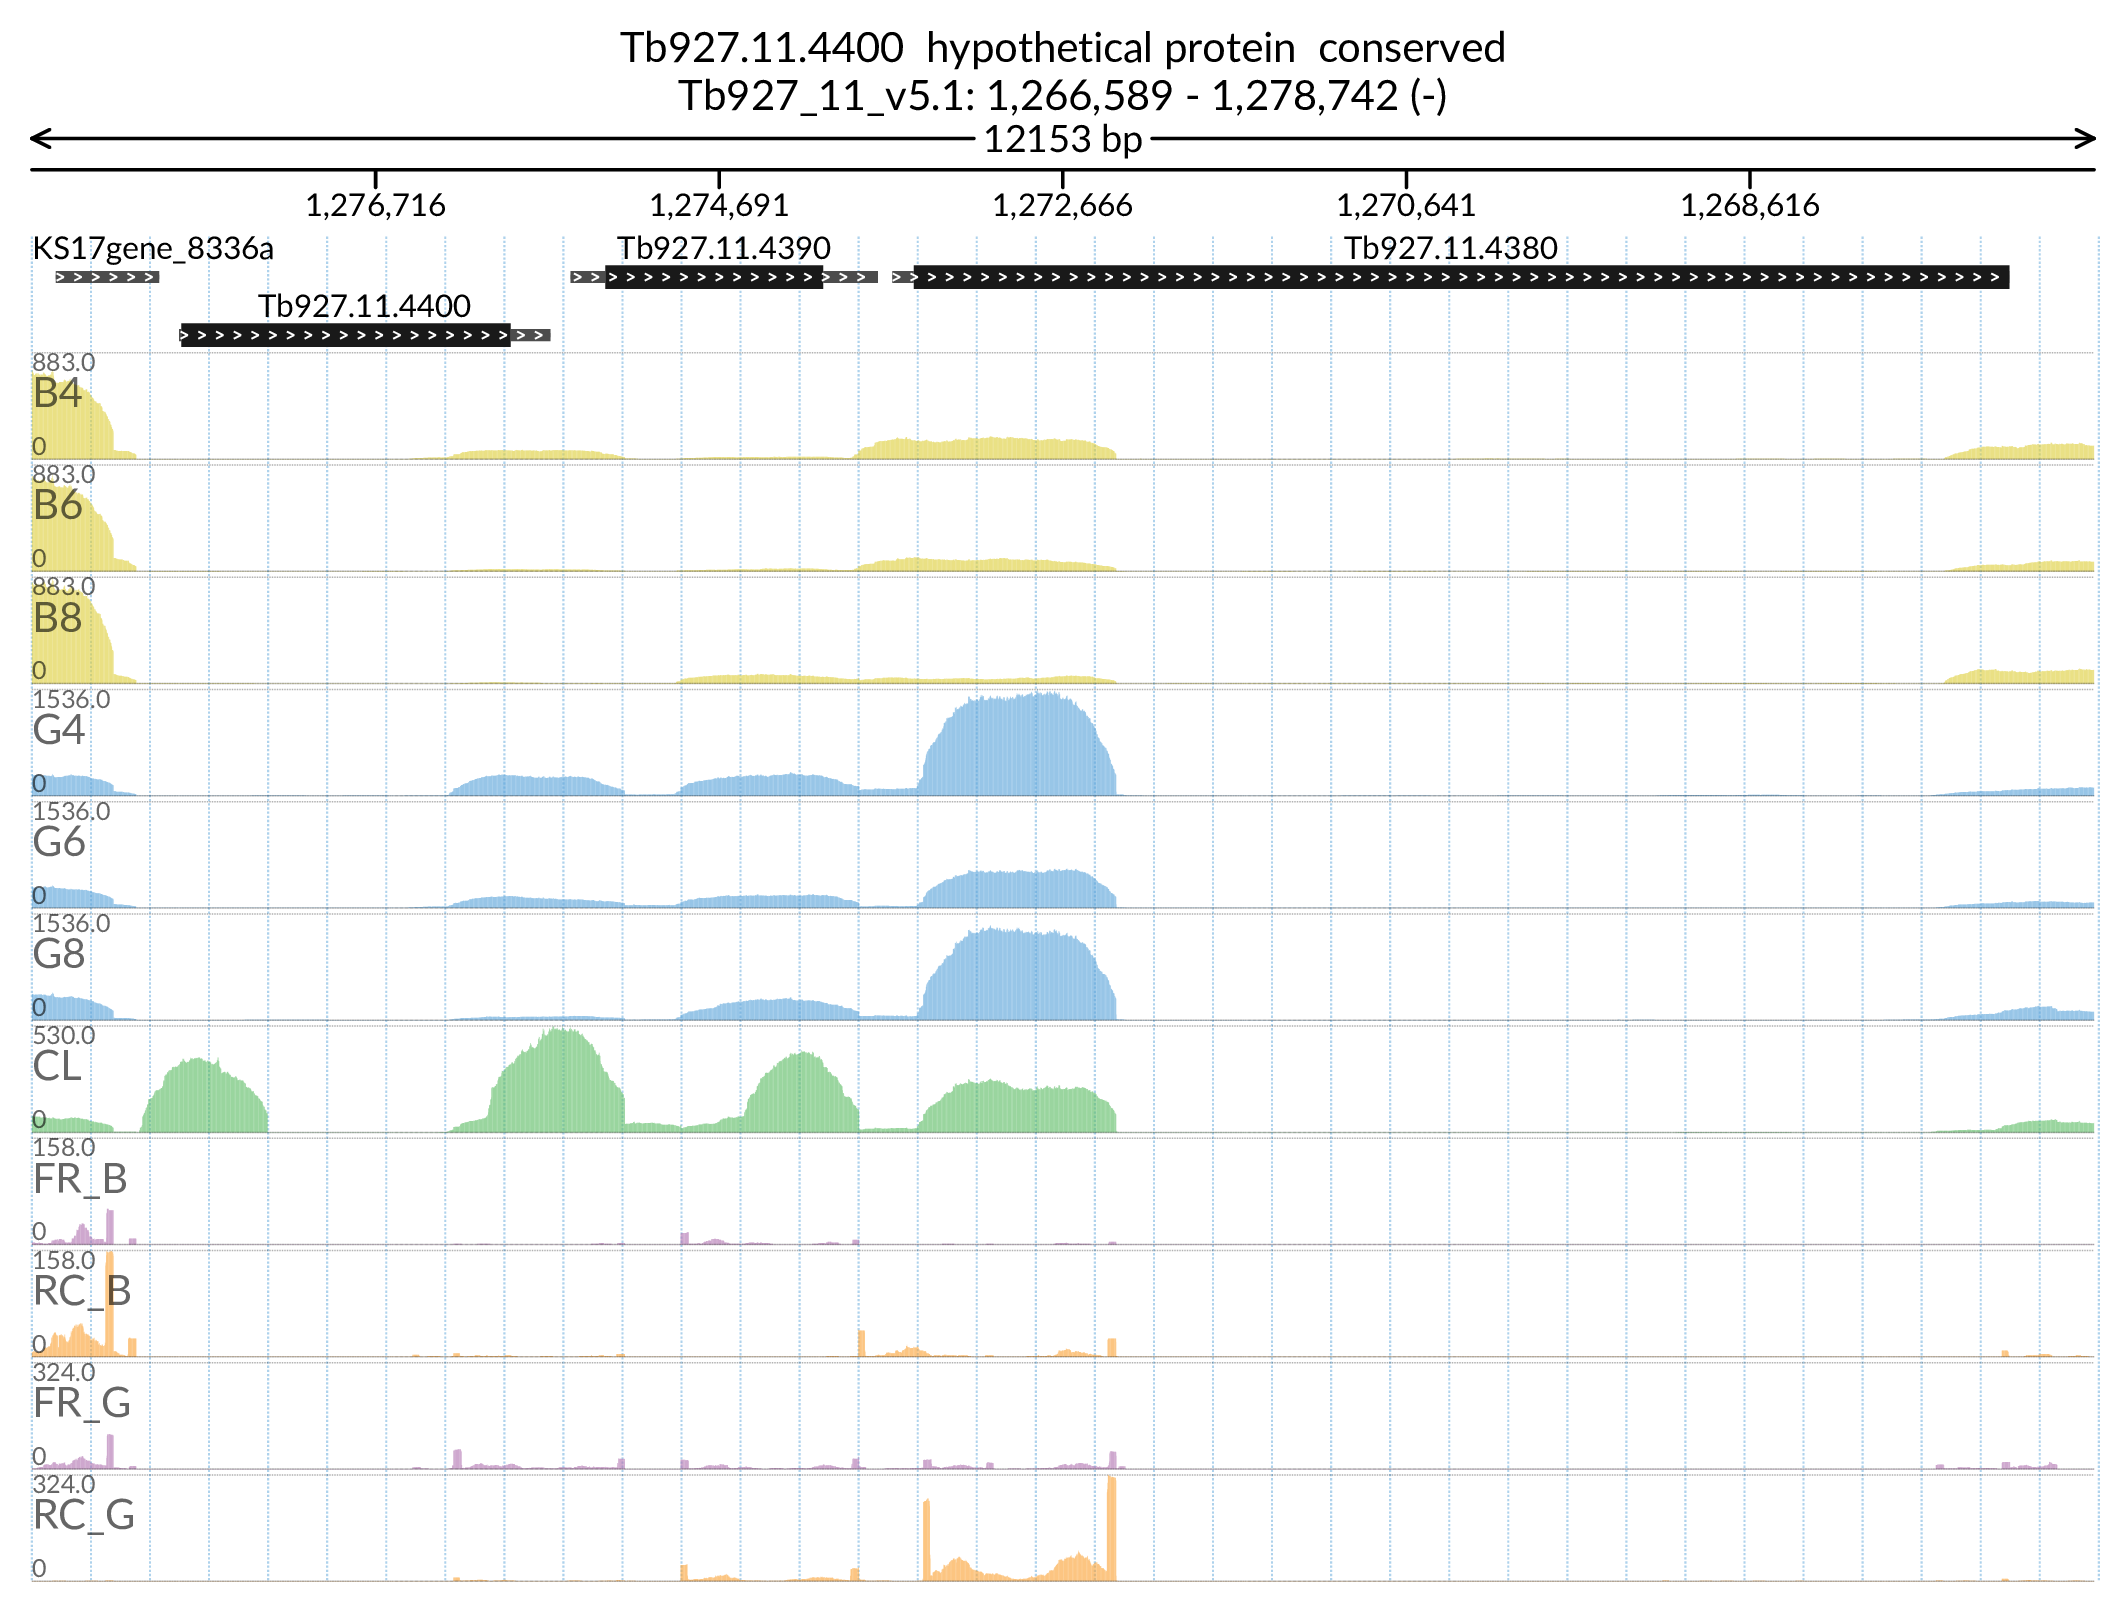 Tb927.11.4400 hypothetical protein conserved
Tb927_11_v5.1: 1,266,589 - 1,278,742 (-)
12153 bp
1,276,716 1,274,691 1,272,666 1,270,641 1,268,616
KS17gene_8336a Tb927.11.4390 Tb927.11.4380
Tb927.11.4400
883.0
B4
0
883.0
B6
0
883.0
B8
0
1536.0
G4
0
1536.0
G6
0
1536.0
G8
0
530.0
CL
0
158.0
FR_B
0
158.0
RC_B
0
324.0
FR_G
0
324.0
RC_G
0